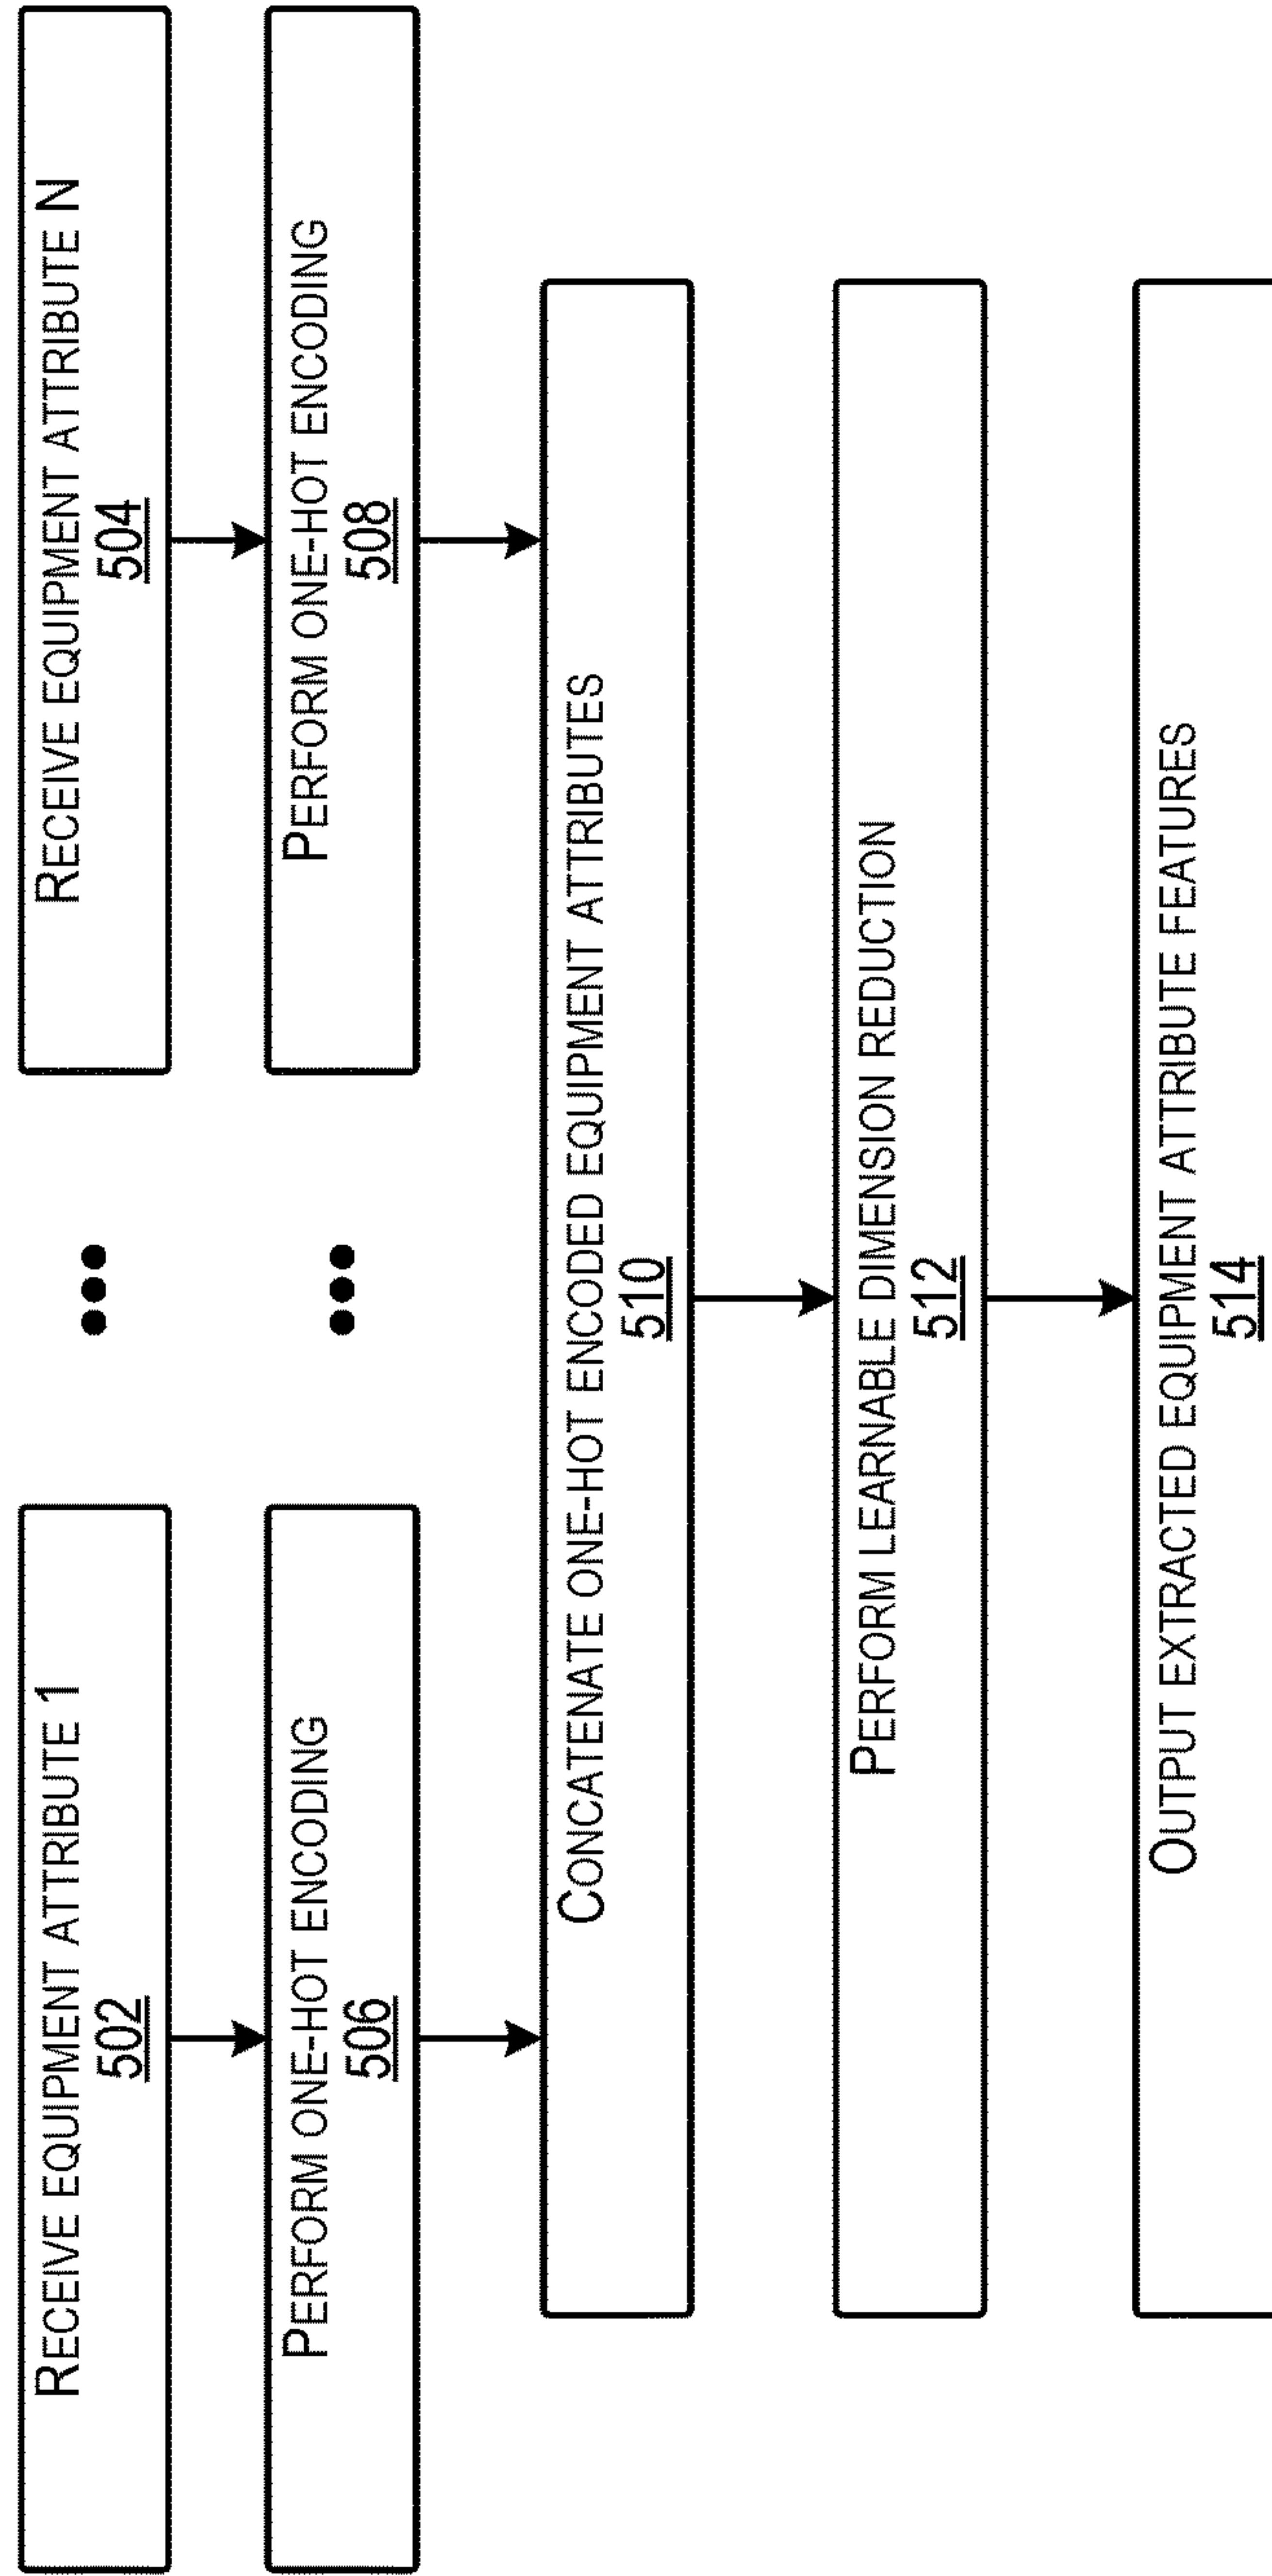 RECEIVE EQUIPMENT ATTRIBUTE 1
502
RECEIVE EQUIPMENT ATTRIBUTE N
504
PERFORM ONE-HOT ENCODING
506
PERFORM ONE-HOT ENCODING
508
CONCATENATE ONE-HOT ENCODED EQUIPMENT ATTRIBUTES
510
PERFORM LEARNABLE DIMENSION REDUCTION
512
OUTPUT EXTRACTED EQUIPMENT ATTRIBUTE FEATURES
514